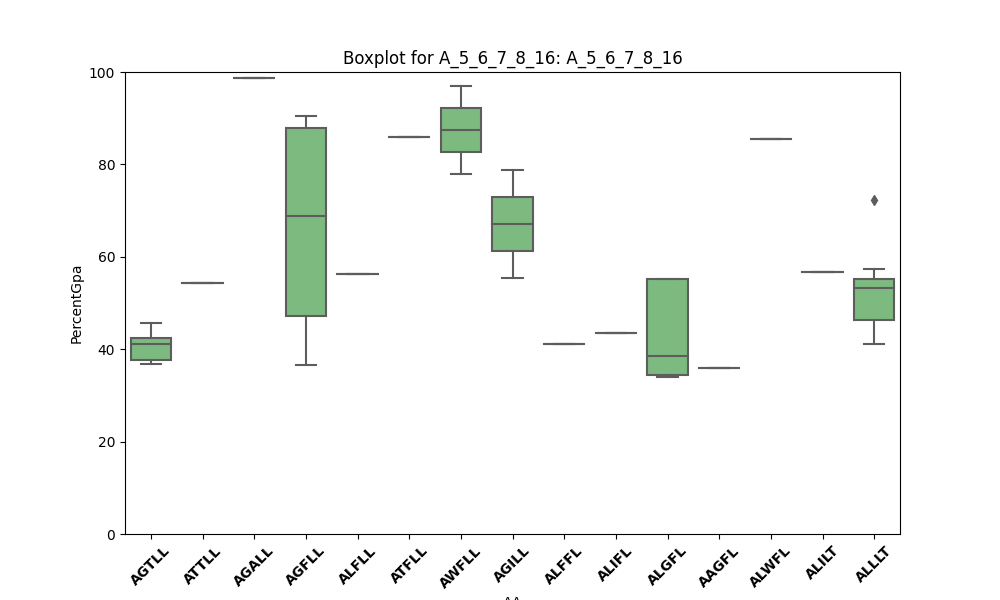 Boxplot for A_5_6_7_8_16: A_5_6_7_8_16
100
80
60
40
20
0
PercentGpa
AGTLL ATTLL AGALL AGFLL ALFLL ATFLL AWFLL AGILL ALFFL ALIFL ALGFL AAGFL ALWFL ALILT ALLLT